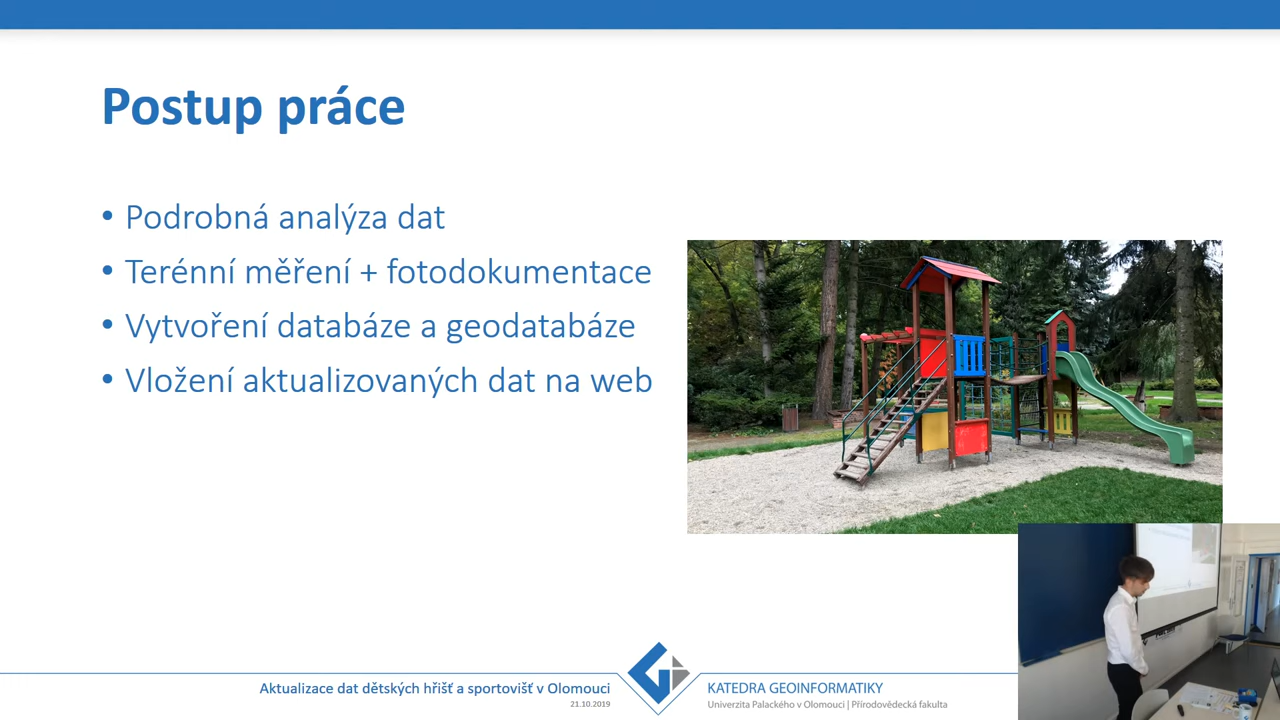 Postup práce
• Podrobná analýza dat
• Terénní měření + fotodokumentace
• Vytvoření databáze a geodatabáze
• Vložení aktualizovaných dat na web
Aktualizace dat dětských hřišť a sportovišť v Olomouci
21.10.2019
KATEDRA GEOINFORMATIKY
Univerzita Palackého v Olomouci | Přírodovědecká fakulta